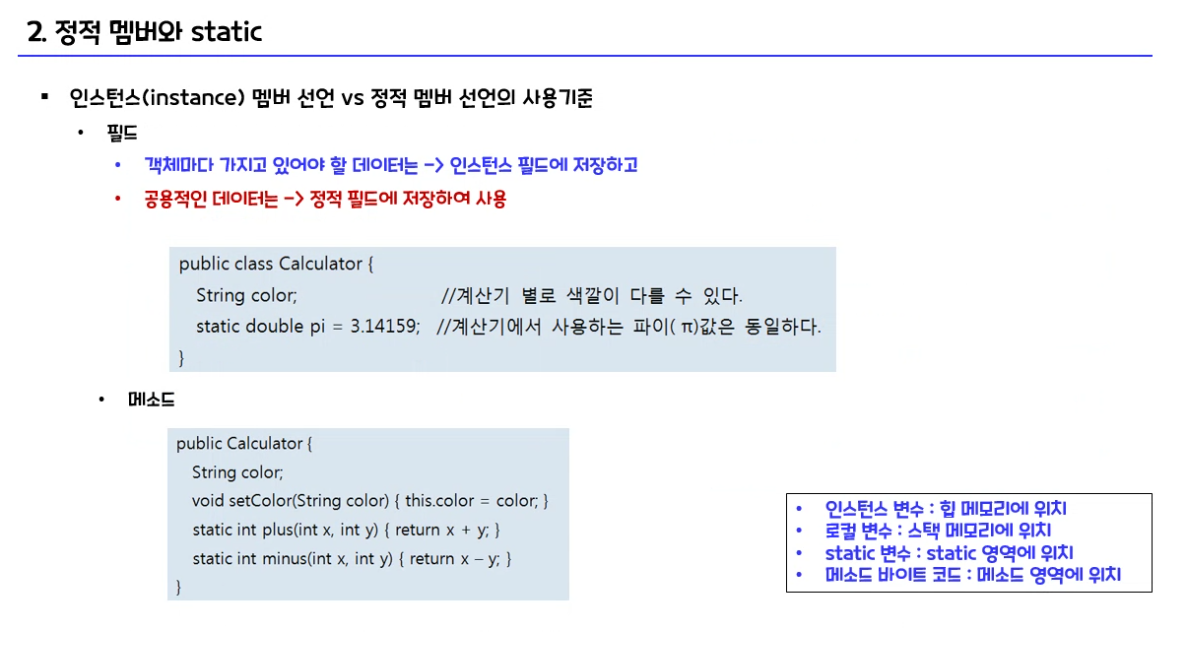 2. 정적 멤버와 static
▪ 인스턴스(instance) 멤버 선언 vs 정적 멤버 선언의 사용기준
• 필드
• 객체마다 가지고 있어야 할 데이터는 -> 인스턴스 필드에 저장하고
• 공용적인 데이터는 -> 정적 필드에 저장하여 사용
public class Calculator {
String color; //계산기 별로 색깔이 다를 수 있다.
static double pi = 3.14159; //계산기에서 사용하는 파이( π)값은 동일하다.
}
• 메소드
public Calculator {
String color;
void setColor(String color) { this.color = color; }
static int plus(int x, int y) { return x + y; }
static int minus(int x, int y) { return x – y; }
}
• 인스턴스 변수 : 힙 메모리에 위치
• 로컬 변수 : 스택 메모리에 위치
• static 변수 : static 영역에 위치
• 메소드 바이트 코드 : 메소드 영역에 위치